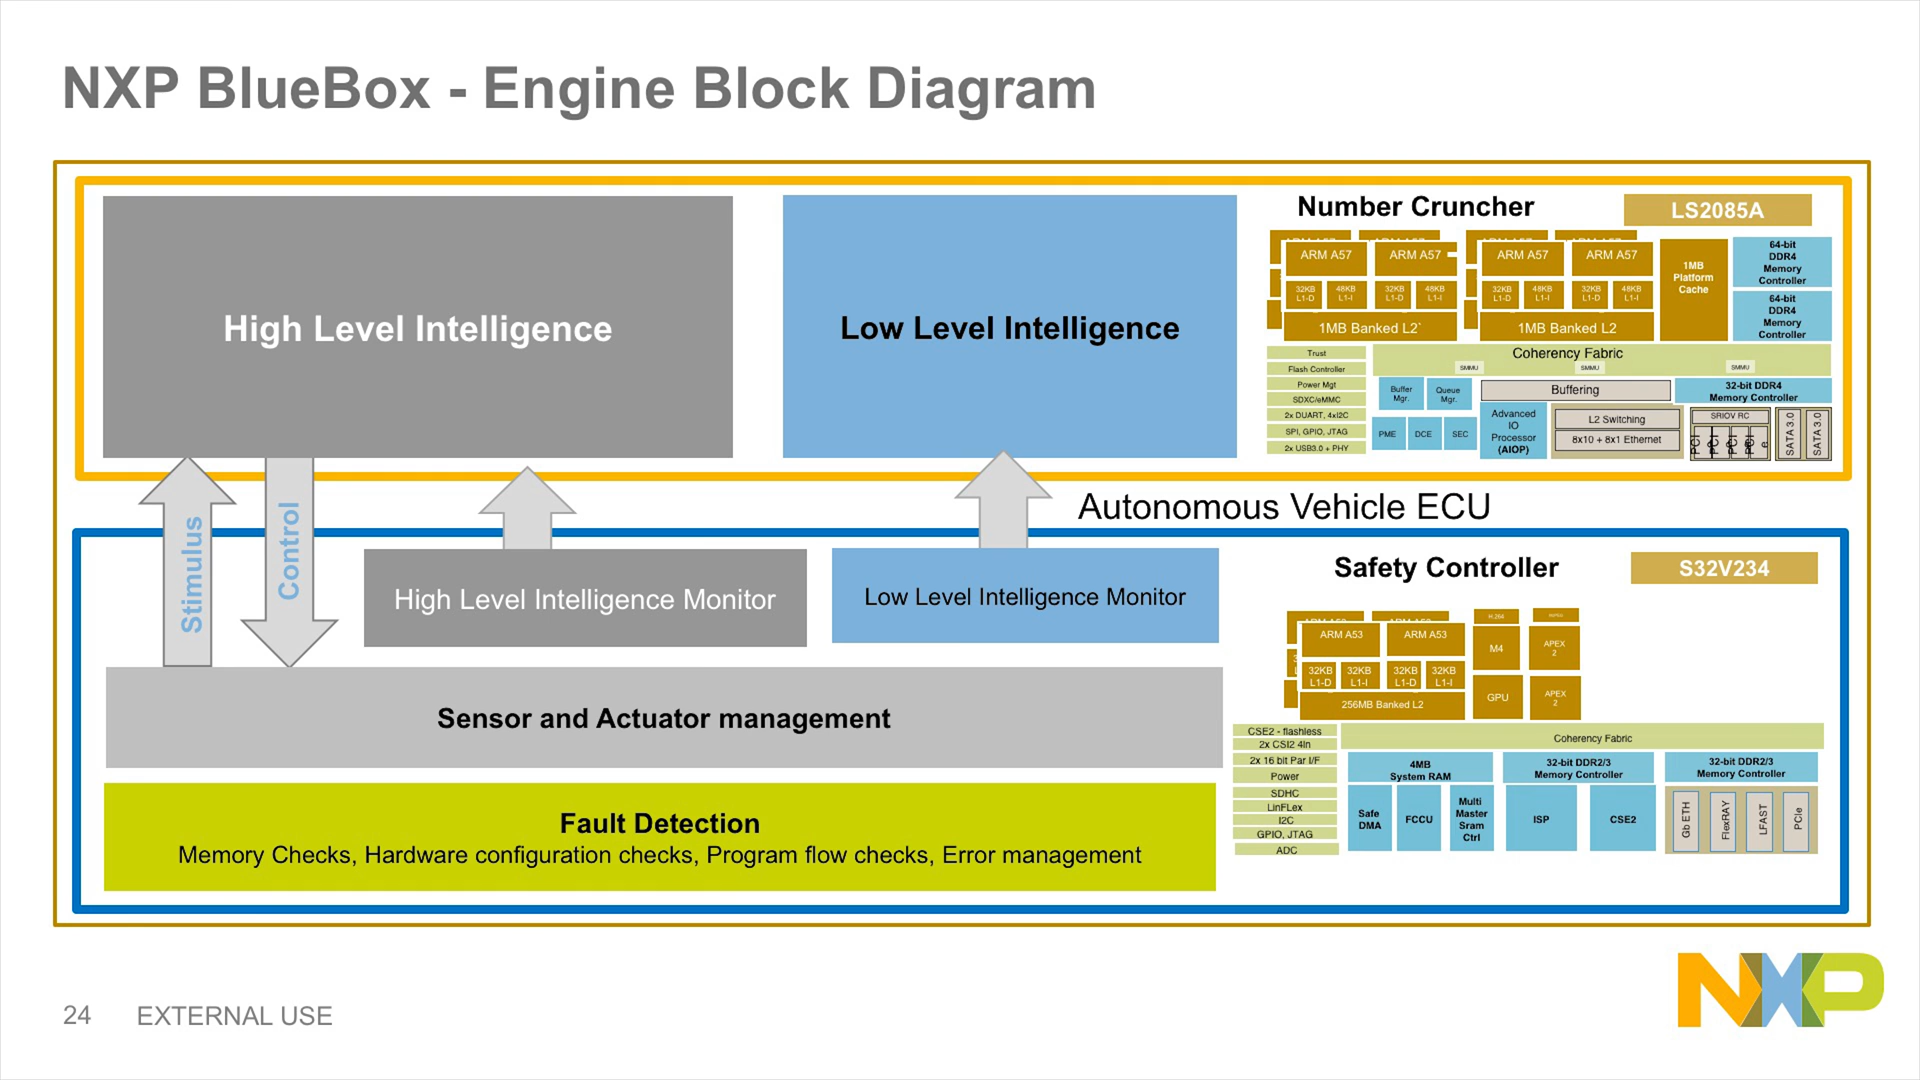 NXP BlueBox - Engine Block Diagram
High Level Intelligence
Low Level Intelligence
Number Cruncher
LS2085A
ARM A57
ARM A57
ARM A57
ARM A57
32KB
L1-D
48KB
L1-I
32KB
L1-D
48KB
L1-I
32KB
L1-D
48KB
L1-I
32KB
L1-D
48KB
L1-I
1MB Banked L2
1MB Banked L2
1MB
Platform
Cache
64-bit
DDR4
Memory
Controller
64-bit
DDR4
Memory
Controller
Trust
Flash Controller
Power Mgt
SDXC/eMMC
2x DUART, 4xI2C
SPI, GPIO, JTAG
2x USB3.0 + PHY
Coherency Fabric
SMMU
SMMU
SMMU
Buffer
Mgr.
Queue
Mgr.
Buffering
32-bit DDR4
Memory Controller
PME
DCE
SEC
Advanced
IO
Processor
(AIOP)
L2 Switching
8x10 + 8x1 Ethernet
SRIOV RC
SATA 3.0
SATA 3.0
Stimulus
Control
Autonomous Vehicle ECU
High Level Intelligence Monitor
Low Level Intelligence Monitor
Safety Controller
S32V234
ARM A53
ARM A53
32KB
L1-D
32KB
L1-I
32KB
L1-D
32KB
L1-I
256MB Banked L2
H.264
M4
APEX
2
GPU
APEX
2
Sensor and Actuator management
Fault Detection
Memory Checks, Hardware configuration checks, Program flow checks, Error management
CSE2 - flashless
2x CSI2 4In
2x 16 bit Par I/F
Power
SDHC
LinFLex
I2C
GPIO, JTAG
ADC
Coherency Fabric
4MB
System RAM
32-bit DDR2/3
Memory Controller
32-bit DDR2/3
Memory Controller
Safe
DMA
FCCU
Multi
Master
Sram
Ctrl
ISP
CSE2
Gb ETH
FlexRAY
LFAST
PCIe
24
EXTERNAL USE
NXP